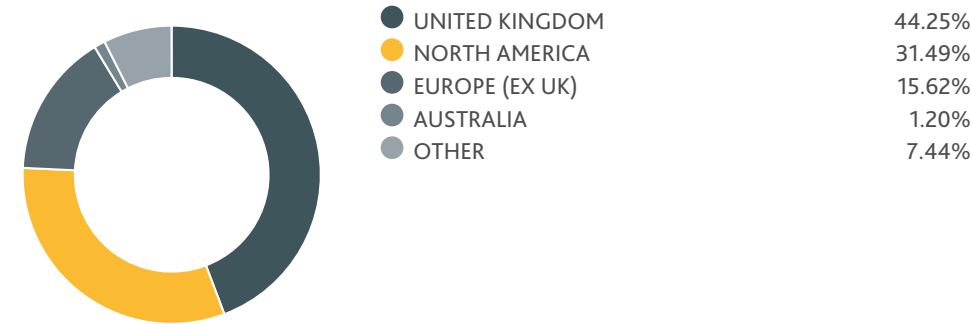 UNITED KINGDOM 44.25%
NORTH AMERICA 31.49%
EUROPE (EX UK) 15.62%
AUSTRALIA 1.20%
OTHER 7.44%